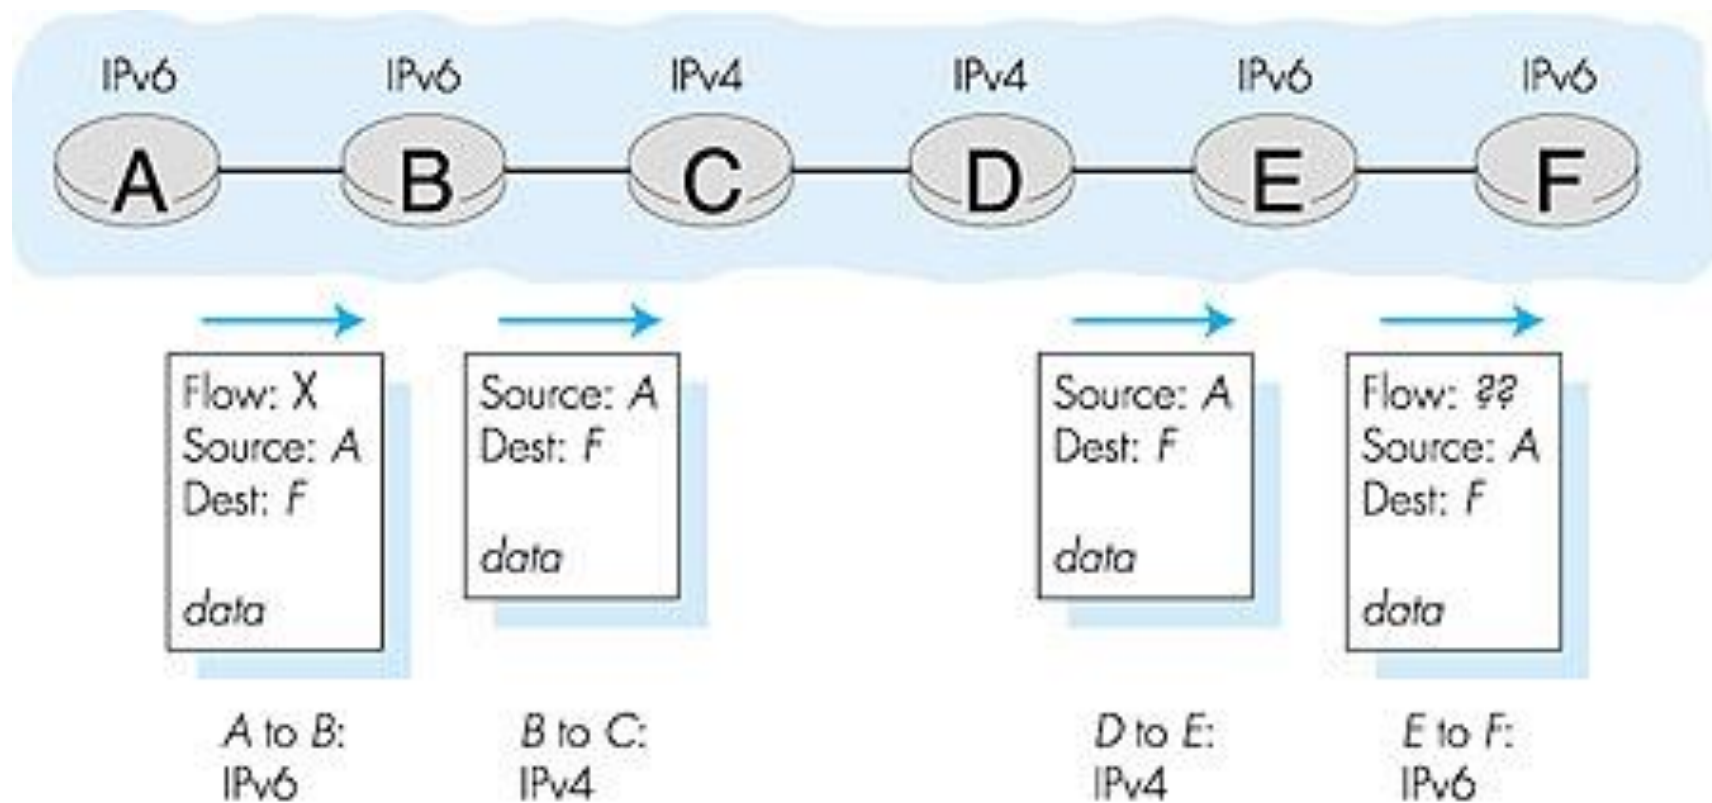 IPv6 IPv6 IPv4 IPv4 IPv6 IPv6
A B C D E F
Flow: X
Source: A
Dest: F
data
Source: A
Dest: F
data
Source: A
Dest: F
data
Flow: ??
Source: A
Dest: F
data
A to B:
IPv6
B to C:
IPv4
D to E:
IPv4
E to F:
IPv6